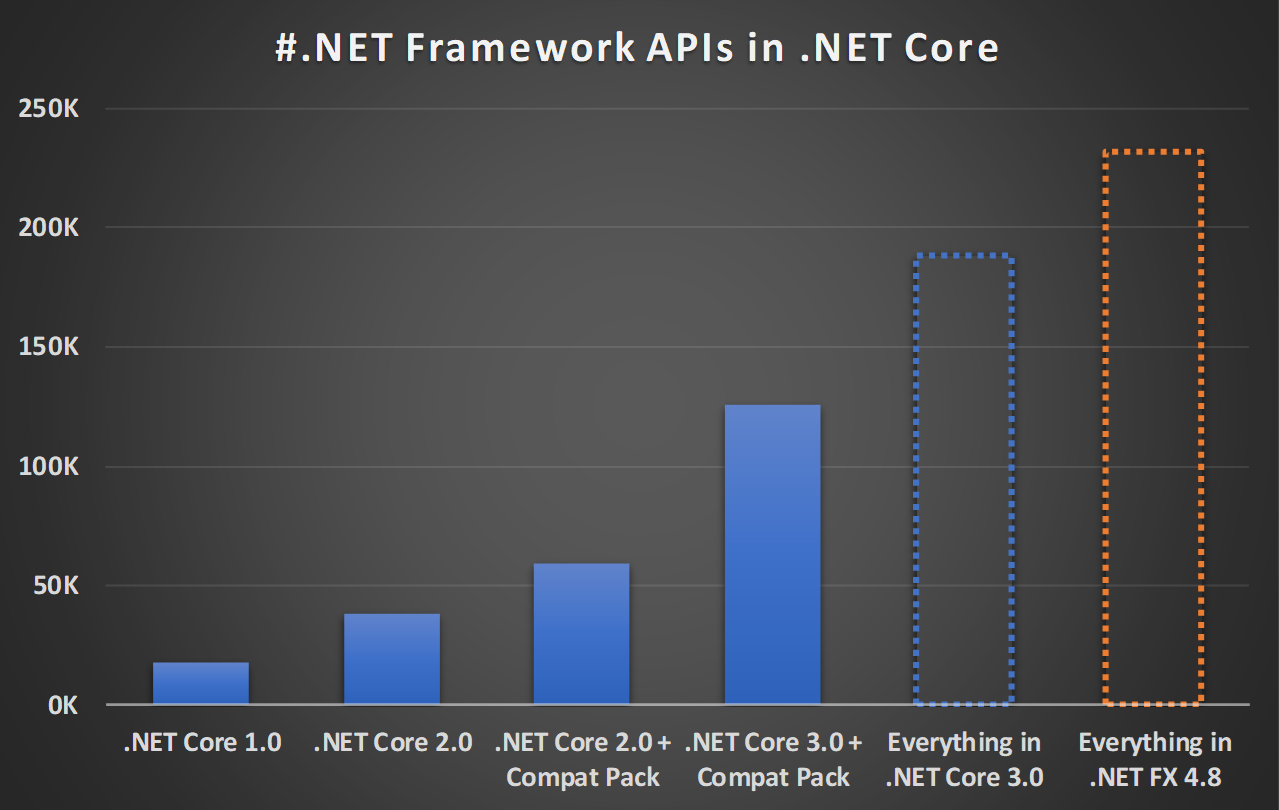 #.NET Framework APIs in .NET Core
250K
200K
150K
100K
50K
0K
.NET Core 1.0
.NET Core 2.0
.NET Core 2.0 +
Compat Pack
.NET Core 3.0 +
Compat Pack
Everything in
.NET Core 3.0
Everything in
.NET FX 4.8